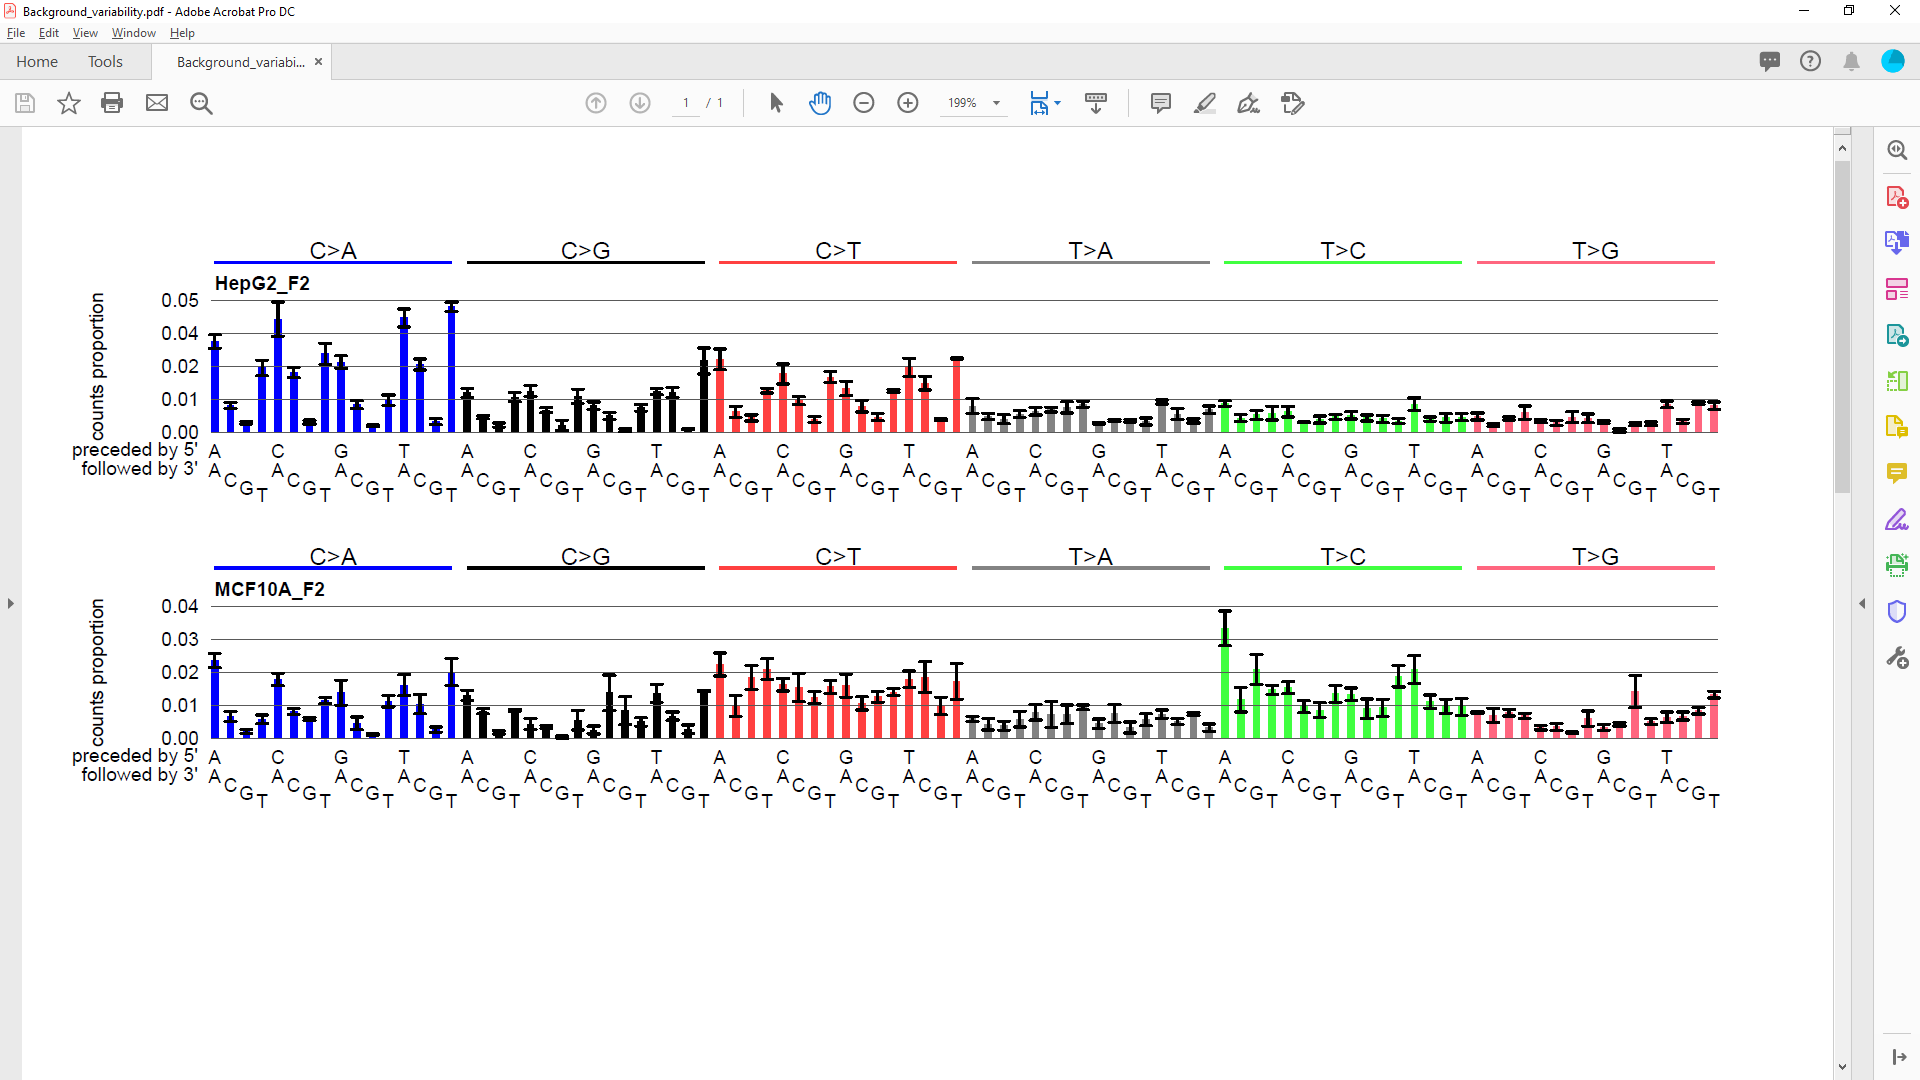 Background_variability.pdf - Adobe Acrobat Pro DC
File Edit View Window Help
Home Tools Background_variabi... ×
1 / 1 199%
C>A C>G C>T T>A T>C T>G
HepG2_F2
counts proportion
0.05
0.04
0.02
0.01
0.00
preceded by 5' A C G T A C G T A C G T A C G T A C G T A C G T
followed by 3' A C G T A C G T A C G T A C G T A C G T A C G T A C G T A C G T A C G T A C G T A C G T A C G T A C G T A C G T A C G T A C G T A C G T A C G T A C G T A C G T A C G T A C G T A C G T A C G T
C>A C>G C>T T>A T>C T>G
MCF10A_F2
counts proportion
0.04
0.03
0.02
0.01
0.00
preceded by 5' A C G T A C G T A C G T A C G T A C G T A C G T
followed by 3' A C G T A C G T A C G T A C G T A C G T A C G T A C G T A C G T A C G T A C G T A C G T A C G T A C G T A C G T A C G T A C G T A C G T A C G T A C G T A C G T A C G T A C G T A C G T A C G T